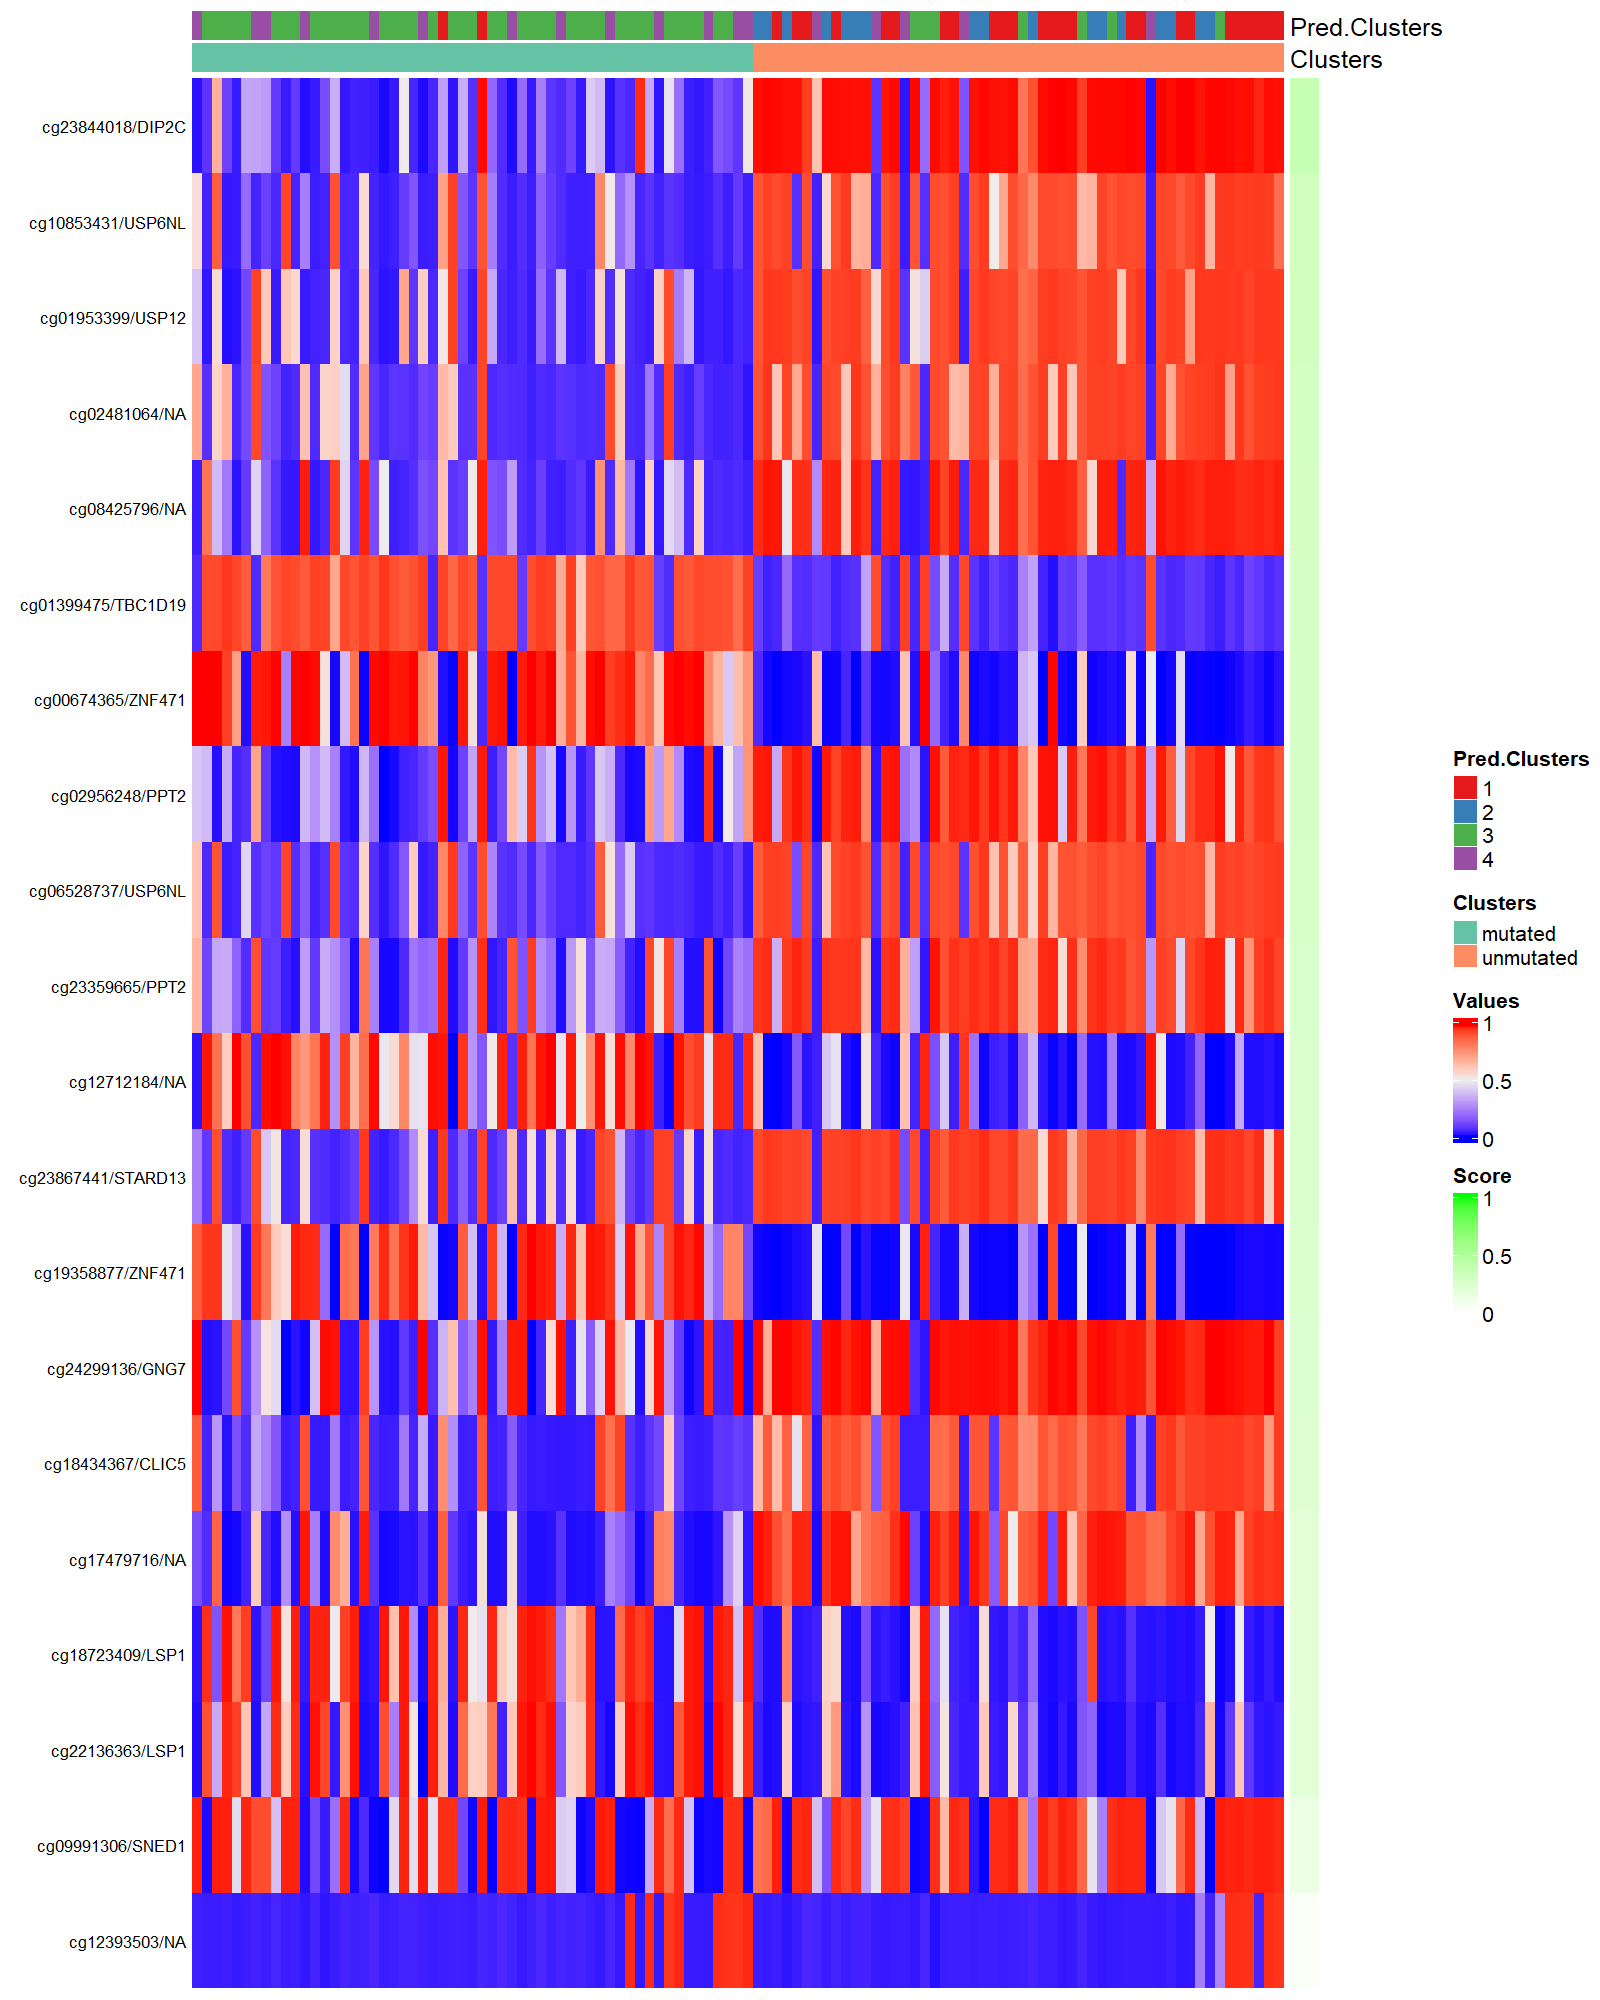 Pred.Clusters
Clusters
cg23844018/DIP2C
cg10853431/USP6NL
cg01953399/USP12
cg02481064/NA
cg08425796/NA
cg01399475/TBC1D19
cg00674365/ZNF471
cg02956248/PPT2
cg06528737/USP6NL
cg23359665/PPT2
cg12712184/NA
cg23867441/STARD13
cg19358877/ZNF471
cg24299136/GNG7
cg18434367/CLIC5
cg17479716/NA
cg18723409/LSP1
cg22136363/LSP1
cg09991306/SNED1
cg12393503/NA
Pred.Clusters
1
2
3
4
Clusters
mutated
unmutated
Values
1
0.5
0
Score
1
0.5
0